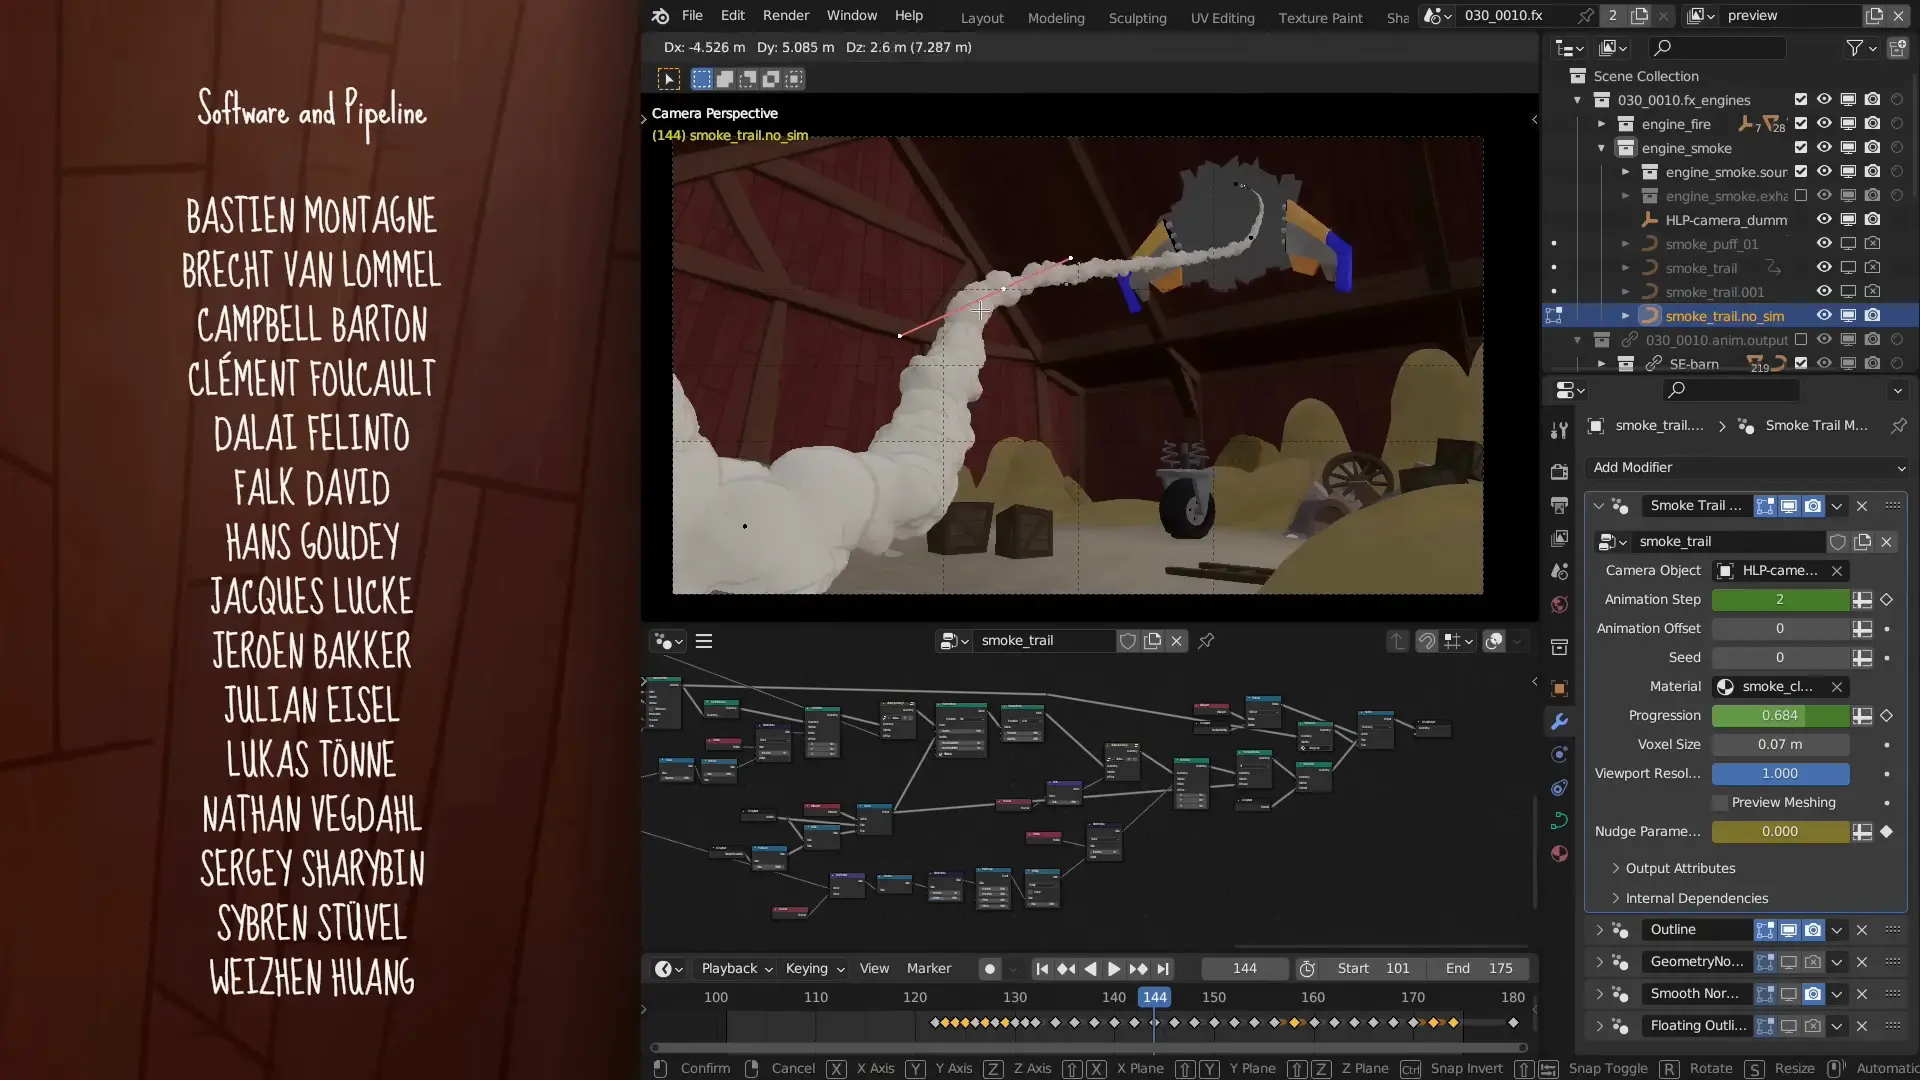 Software and Pipeline
BASTIEN MONTAGNE
BRECHT VAN LOMMEL
CAMPBELL BARTON
CLÉMENT FOUCAULT
DALAI FELINTO
FALK DAVID
HANS GOUDEY
JACQUES LUCKE
JEROEN BAKKER
JULIAN EISEL
LUKAS TÖNNE
NATHAN VEGDAHL
SERGEY SHARYBIN
SYBREN STÜVEL
WEIZHEN HUANG
File Edit Render Window Help Layout Modeling Sculpting UV Editing Texture Paint Sha
030_0010.fx 2 preview
Dx: -4.526 m Dy: 5.085 m Dz: 2.6 m (7.287 m)
Camera Perspective
(144) smoke_trail.no_sim
Scene Collection
030_0010.fx_engines
engine_fire 7 28
engine_smoke
engine_smoke.sour
engine_smoke.exha
HLP-camera_dumm
smoke_puff_01
smoke_trail
smoke_trail.001
smoke_trail.no_sim
030_0010.anim.output
SE-barn 219
smoke_trail.... Smoke Trail M...
Add Modifier
Smoke Trail ...
smoke_trail
Camera Object HLP-came...
Animation Step 2
Animation Offset 0
Seed 0
Material smoke_cl...
Progression 0.684
Voxel Size 0.07 m
Viewport Resol... 1.000
Preview Meshing
Nudge Parame... 0.000
Output Attributes
Internal Dependencies
Outline
GeometryNo...
Smooth Nor...
Floating Outli...
smoke_trail
Playback Keying View Marker 144 Start 101 End 175
100 110 120 130 140 144 150 160 170 180
Confirm Cancel X X Axis Y Y Axis Z Z Axis X X Plane Y Y Plane Z Z Plane Ctrl Snap Invert Snap Toggle R Rotate S Resize Automatic